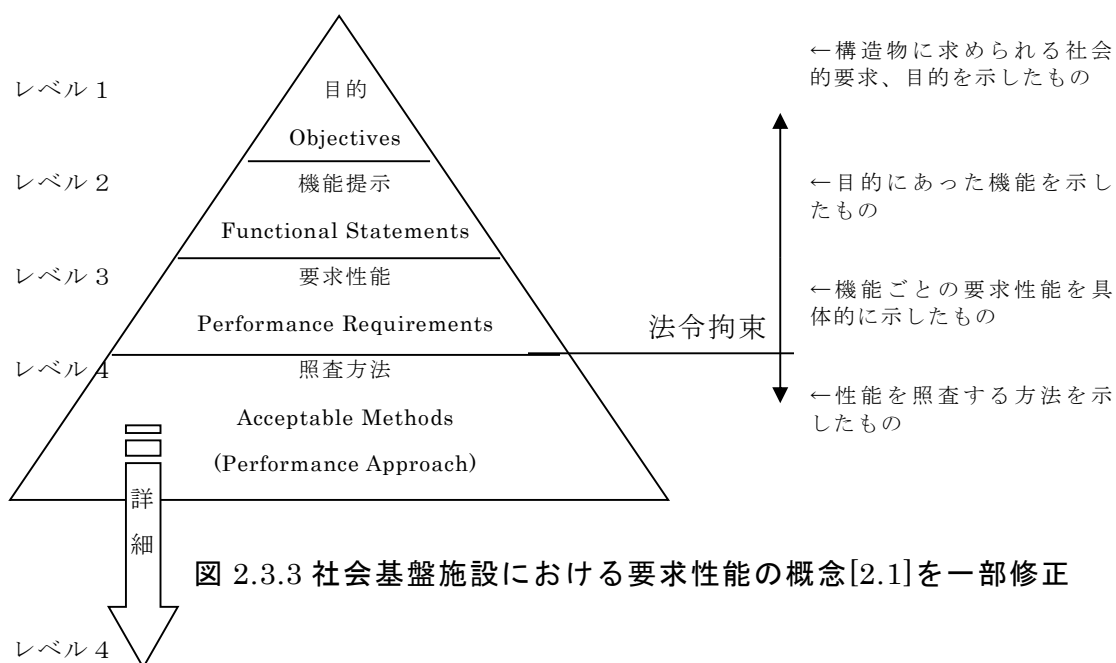 レベル 1
目的
Objectives
←構造物に求められる社会
的要求、目的を示したもの
レベル 2
機能提示
Functional Statements
←目的にあった機能を示し
たもの
レベル 3
要求性能
Performance Requirements
←機能ごとの要求性能を具
体的に示したもの
法令拘束
レベル 4
照査方法
Acceptable Methods
(Performance Approach)
←性能を照査する方法を示
したもの
詳
細
図 2.3.3 社会基盤施設における要求性能の概念[2.1]を一部修正
レベル 4